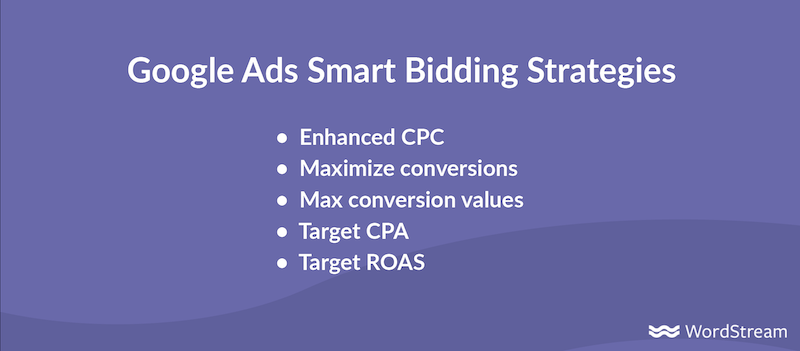 Google Ads Smart Bidding Strategies
• Enhanced CPC
• Maximize conversions
• Max conversion values
• Target CPA
• Target ROAS
WordStream